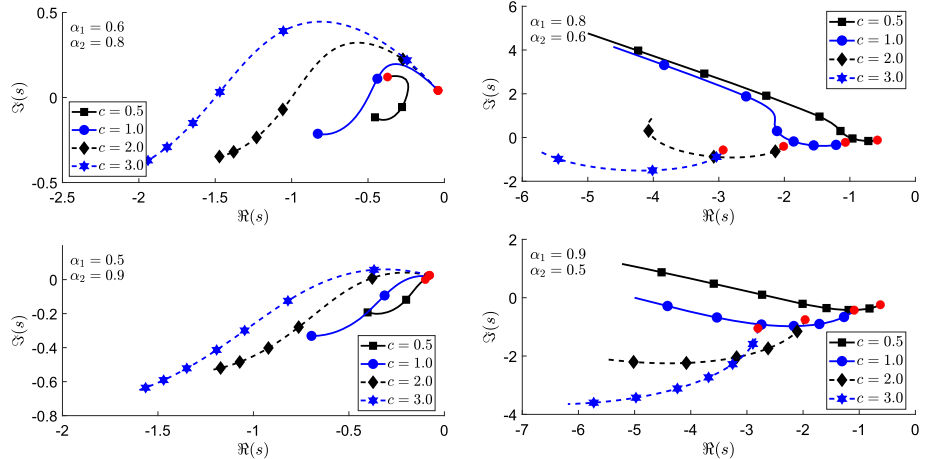 0.5
α₁ = 0.6
α₂ = 0.8
ℑ(s)
0
c = 0.5
c = 1.0
c = 2.0
c = 3.0
-0.5
-2.5 -2 -1.5 -1 -0.5 0
ℜ(s)
6
α₁ = 0.8
α₂ = 0.6
4
ℑ(s)
2
0
-2
c = 0.5
c = 1.0
c = 2.0
c = 3.0
-6 -5 -4 -3 -2 -1 0
ℜ(s)
α₁ = 0.5
α₂ = 0.9
0
-0.2
ℑ(s)
-0.4
-0.6
-0.8
c = 0.5
c = 1.0
c = 2.0
c = 3.0
-2 -1.5 -1 -0.5 0
ℜ(s)
2
α₁ = 0.9
α₂ = 0.5
0
ℑ(s)
-2
-4
c = 0.5
c = 1.0
c = 2.0
c = 3.0
-7 -6 -5 -4 -3 -2 -1 0
ℜ(s)